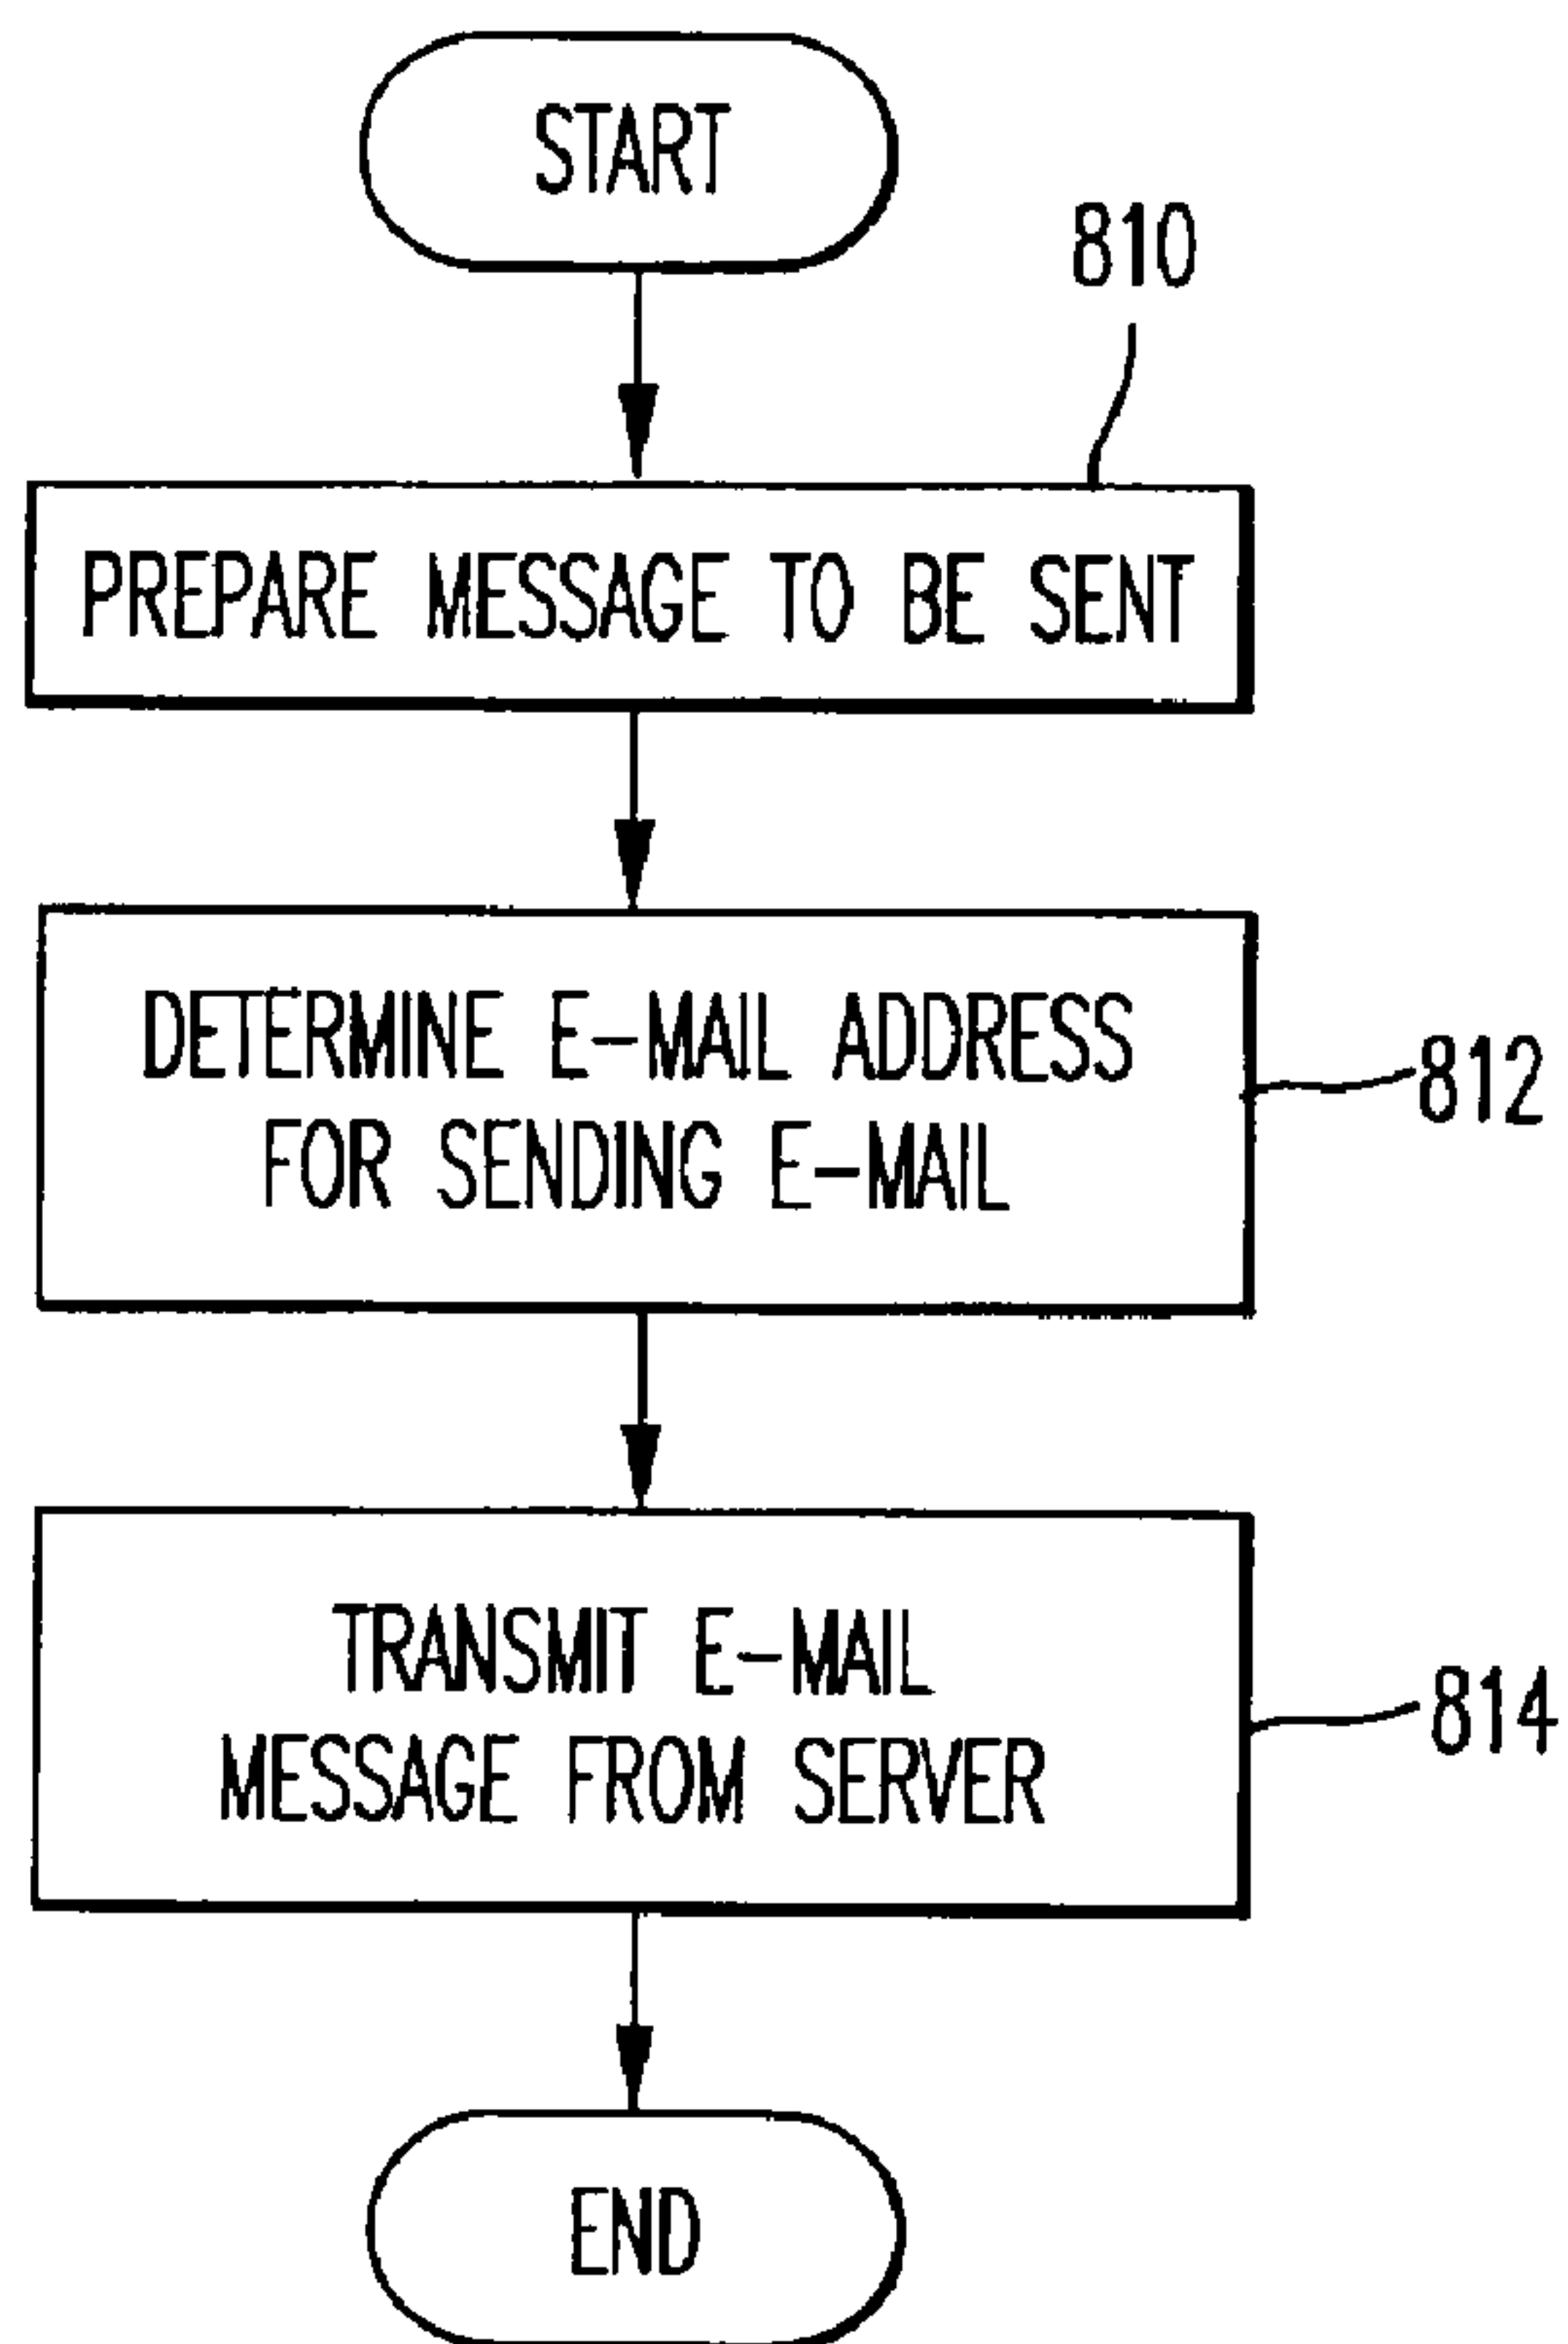 START
810
PREPARE MESSAGE TO BE SENT
DETERMINE E-MAIL ADDRESS
FOR SENDING E-MAIL
812
TRANSMIT E-MAIL
MESSAGE FROM SERVER
814
END